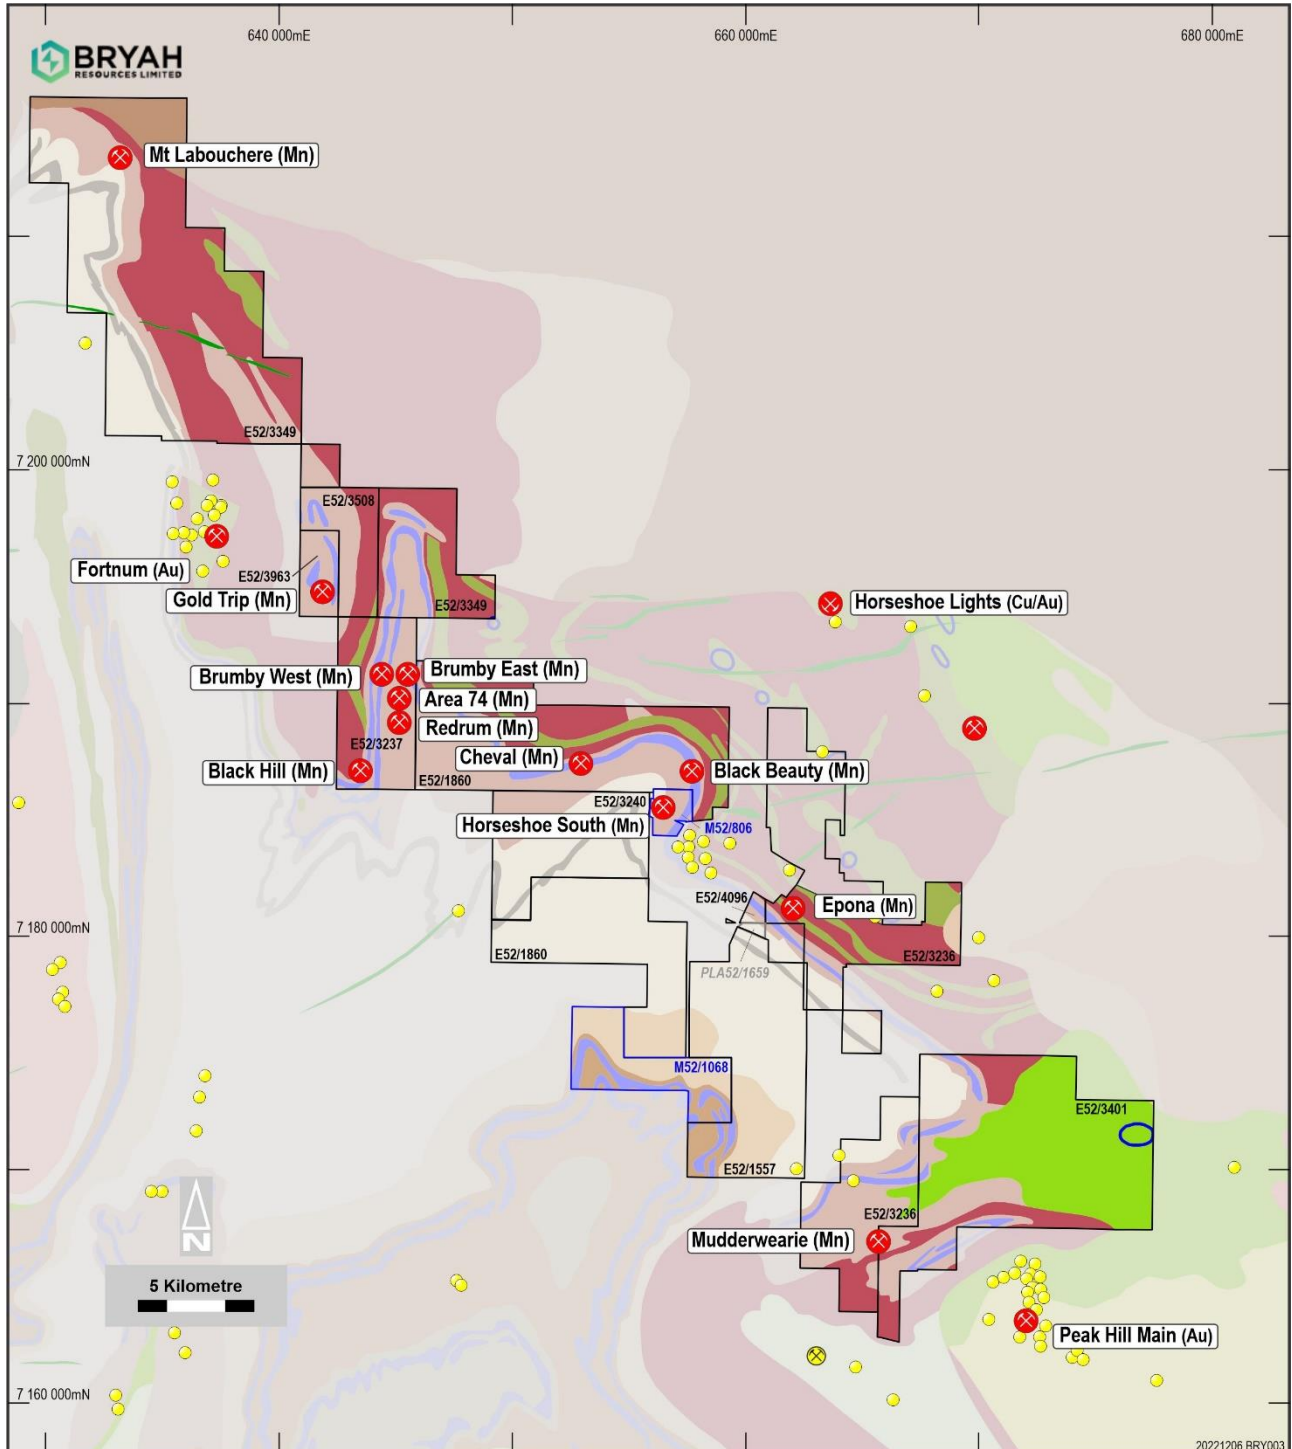 640 000mE
660 000mE
680 000mE
BRYAH
RESOURCES LIMITED
Mt Labouchere (Mn)
E52/3349
7 200 000mN
E52/3508
Fortnum (Au)
E52/3963
Gold Trip (Mn)
E52/3349
Horseshoe Lights (Cu/Au)
Brumby West (Mn)
Brumby East (Mn)
Area 74 (Mn)
Redrum (Mn)
E52/3237
Cheval (Mn)
Black Hill (Mn)
E52/1860
Black Beauty (Mn)
E52/3240
Horseshoe South (Mn)
M52/806
E52/4096
Epona (Mn)
7 180 000mN
E52/1860
E52/3236
PLA52/1659
M52/1068
E52/3401
E52/1557
E52/3236
Mudderwearie (Mn)
N
5 Kilometre
Peak Hill Main (Au)
7 160 000mN
20221206 BRY003